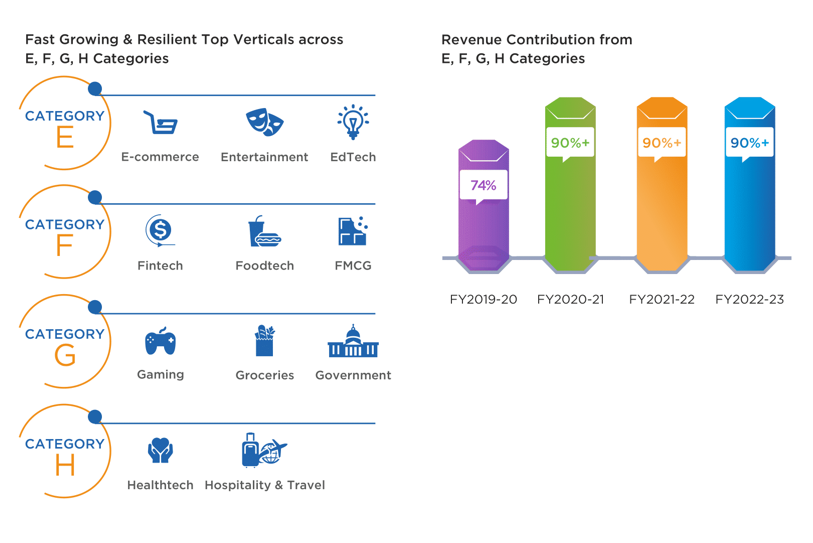 Fast Growing & Resilient Top Verticals across
E, F, G, H Categories
CATEGORY
E
E-commerce
Entertainment
EdTech
CATEGORY
F
$
Fintech
Foodtech
FMCG
CATEGORY
G
Gaming
Groceries
Government
CATEGORY
H
Healthtech
Hospitality & Travel
Revenue Contribution from
E, F, G, H Categories
74%
90%+
90%+
90%+
FY2019-20
FY2020-21
FY2021-22
FY2022-23